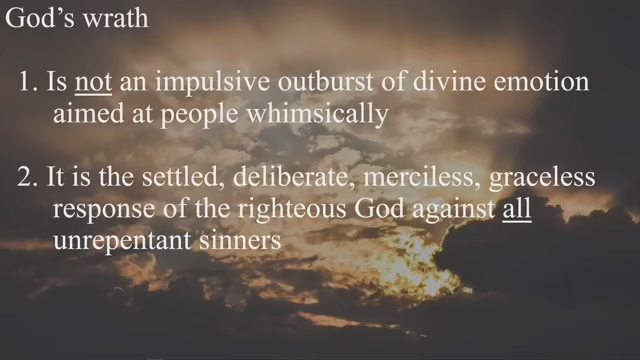 God’s wrath
1. Is not an impulsive outburst of divine emotion
aimed at people whimsically
2. It is the settled, deliberate, merciless, graceless
response of the righteous God against all
unrepentant sinners